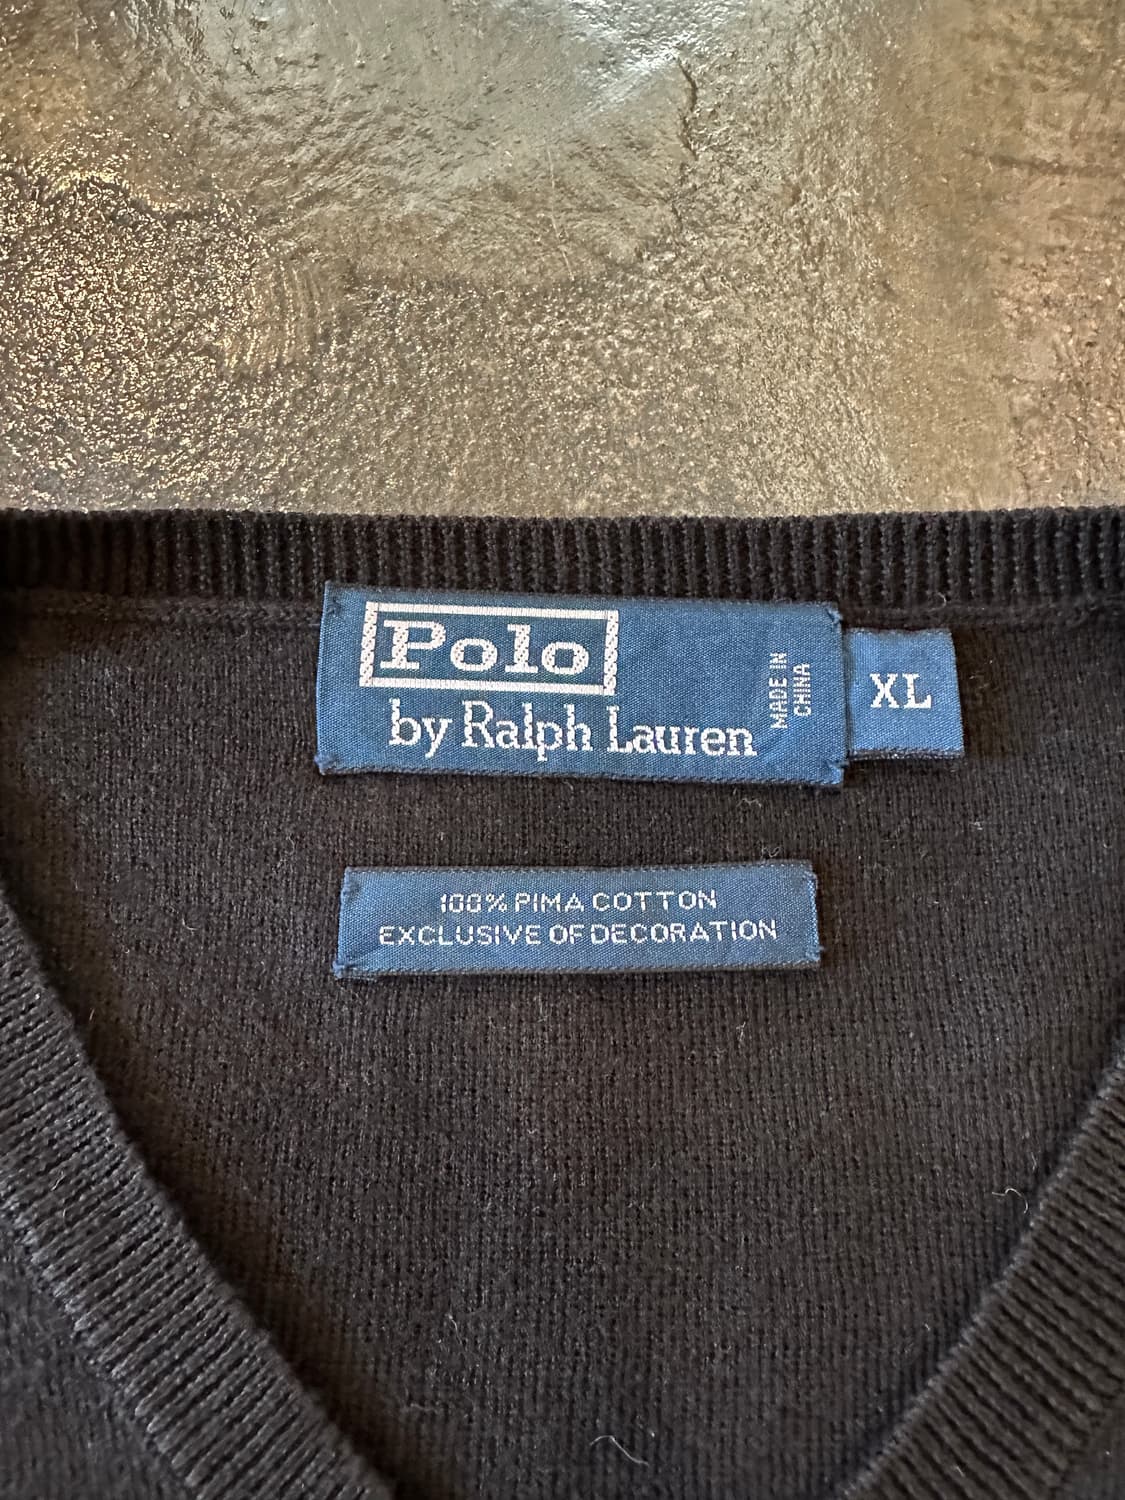 Polo
by Ralph Lauren
MADE IN
CHINA
XL
100% PIMA COTTON
EXCLUSIVE OF DECORATION